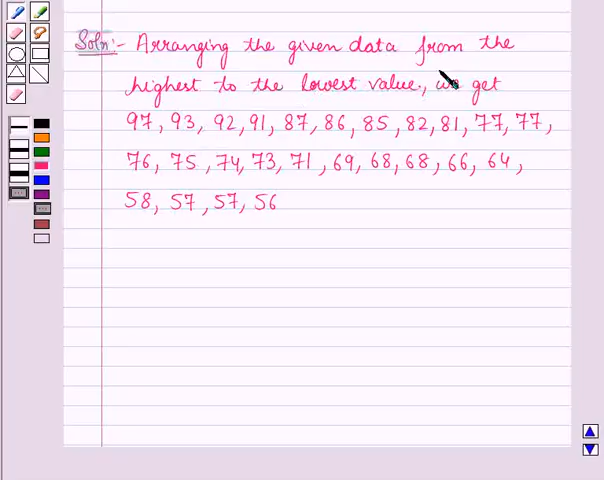 Soln:- Arranging the given data from the
highest to the lowest value, we get
97, 93, 92, 91, 87, 86, 85, 82, 81, 77, 77,
76, 75, 74, 73, 71, 69, 68, 68, 66, 64,
58, 57, 57, 56